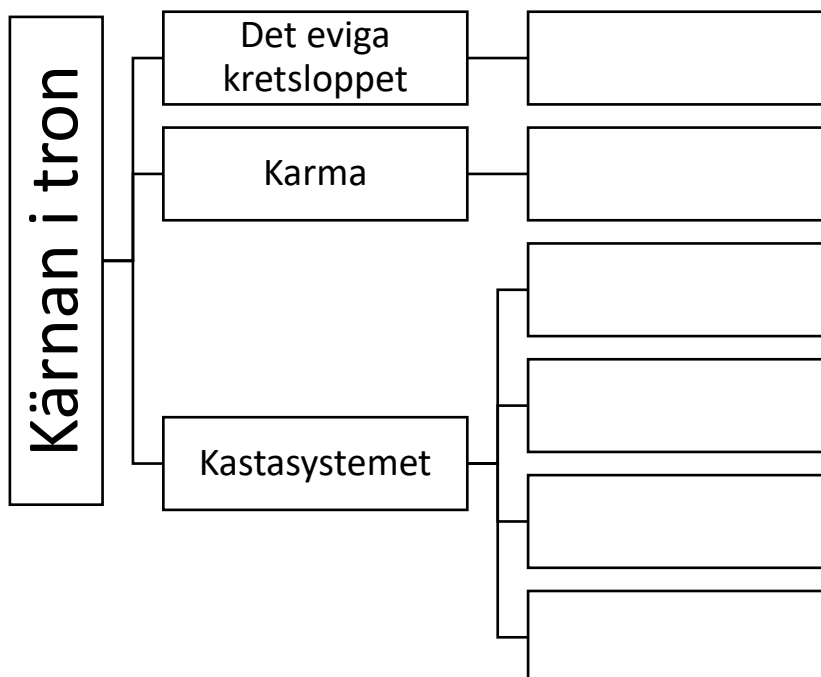 Kärnan i tron
Det eviga
kretsloppet
Karma
Kastasystemet